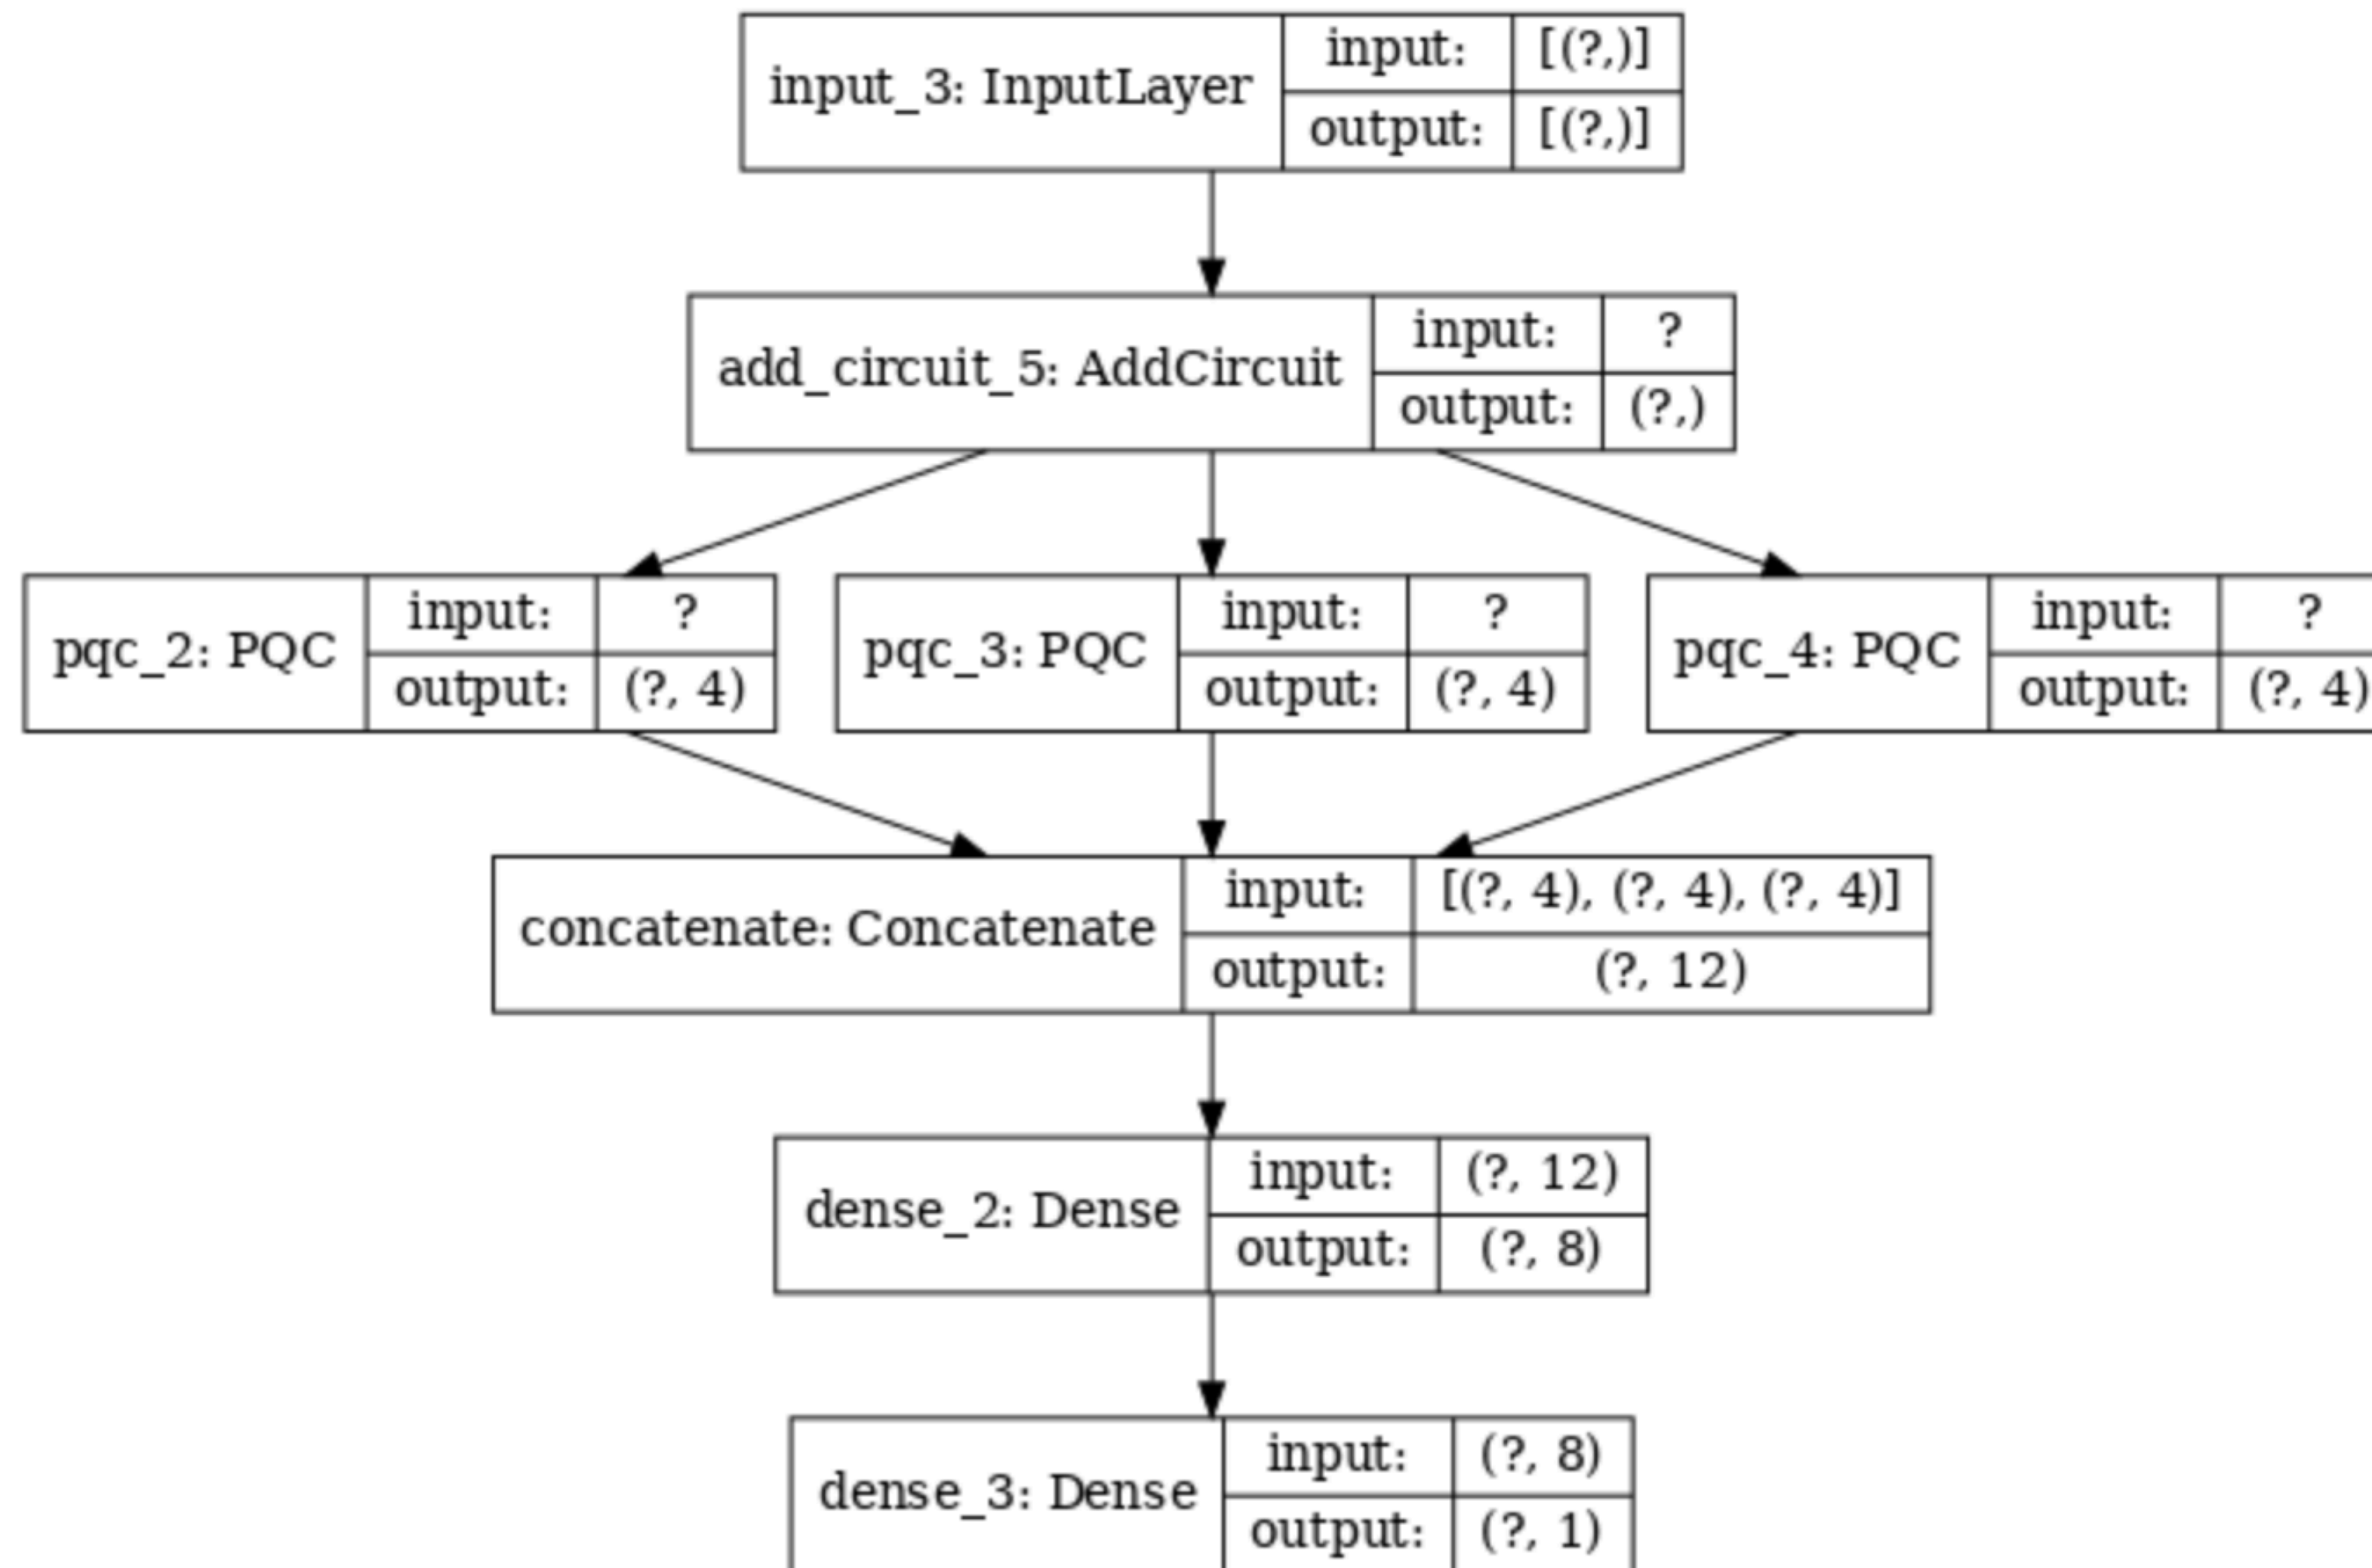 input_3: InputLayer
input: [(?,)]
output: [(?,)]
add_circuit_5: AddCircuit
input: ?
output: (?,)
pqc_2: PQC
input: ?
output: (?, 4)
pqc_3: PQC
input: ?
output: (?, 4)
pqc_4: PQC
input: ?
output: (?, 4)
concatenate: Concatenate
input: [(?, 4), (?, 4), (?, 4)]
output: (?, 12)
dense_2: Dense
input: (?, 12)
output: (?, 8)
dense_3: Dense
input: (?, 8)
output: (?, 1)